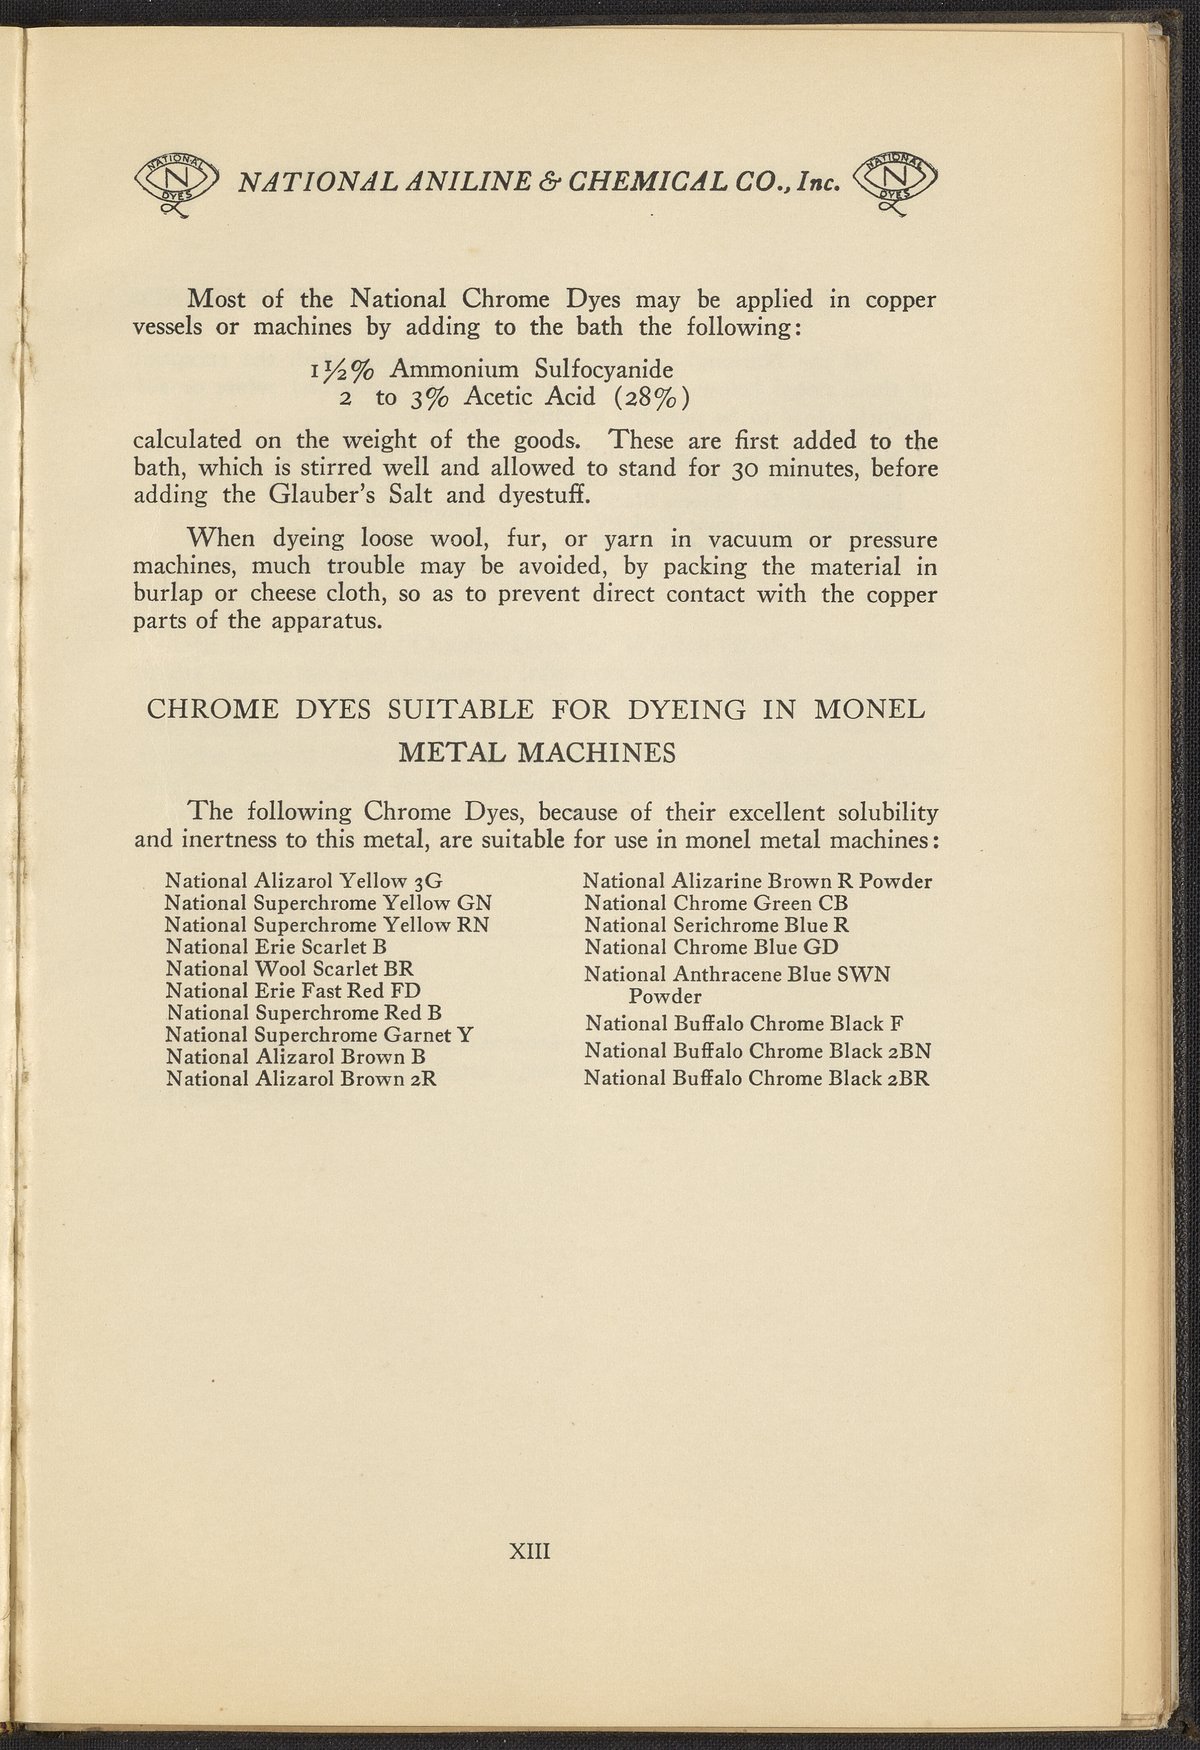 NATIONAL
N
DYES
NATIONAL ANILINE & CHEMICAL CO., Inc.
NATIONAL
N
DYES
Most of the National Chrome Dyes may be applied in copper
vessels or machines by adding to the bath the following:
1½% Ammonium Sulfocyanide
2 to 3% Acetic Acid (28%)
calculated on the weight of the goods. These are first added to the
bath, which is stirred well and allowed to stand for 30 minutes, before
adding the Glauber's Salt and dyestuff.
When dyeing loose wool, fur, or yarn in vacuum or pressure
machines, much trouble may be avoided, by packing the material in
burlap or cheese cloth, so as to prevent direct contact with the copper
parts of the apparatus.
CHROME DYES SUITABLE FOR DYEING IN MONEL
METAL MACHINES
The following Chrome Dyes, because of their excellent solubility
and inertness to this metal, are suitable for use in monel metal machines:
National Alizarol Yellow 3G
National Superchrome Yellow GN
National Superchrome Yellow RN
National Erie Scarlet B
National Wool Scarlet BR
National Erie Fast Red FD
National Superchrome Red B
National Superchrome Garnet Y
National Alizarol Brown B
National Alizarol Brown 2R
National Alizarine Brown R Powder
National Chrome Green CB
National Serichrome Blue R
National Chrome Blue GD
National Anthracene Blue SWN
Powder
National Buffalo Chrome Black F
National Buffalo Chrome Black 2BN
National Buffalo Chrome Black 2BR
XIII